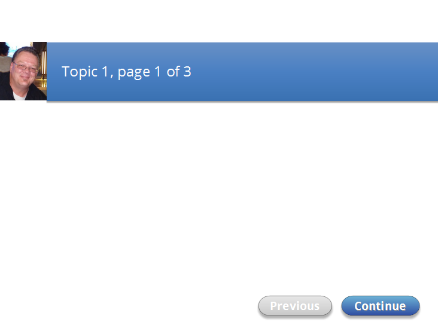 Topic 1, page 1 of 3
Previous
Continue